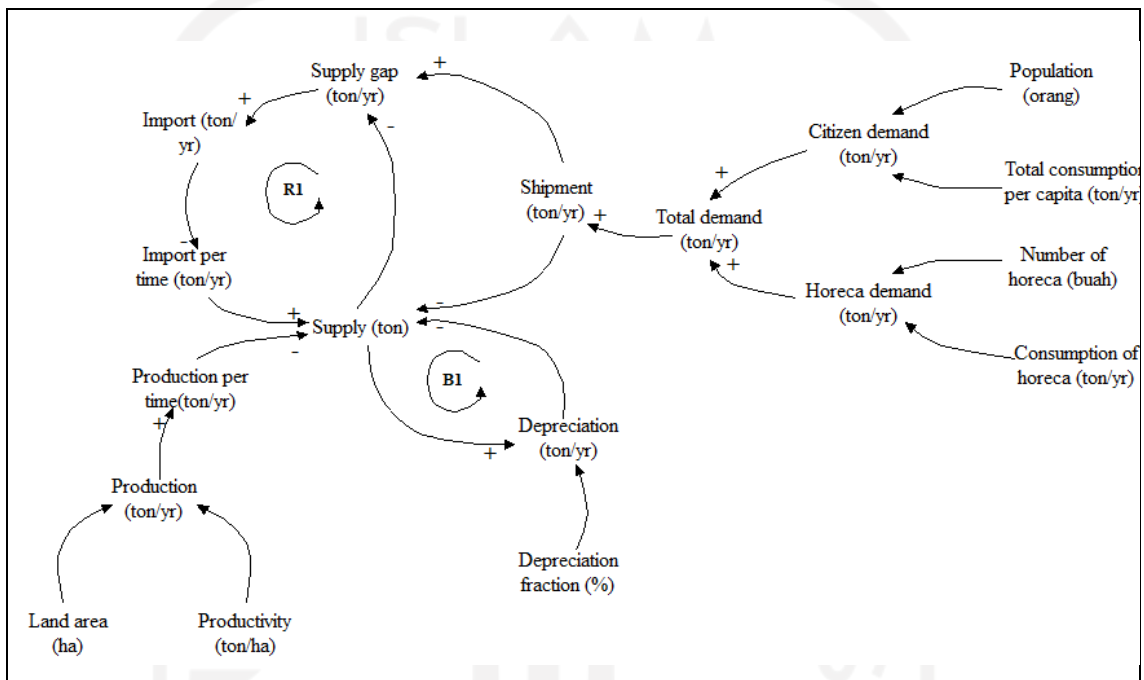 ISLAM
Supply gap
(ton/yr)
+
+
Import (ton/
yr)
-
R1
-
Import per
time (ton/yr)
+
Supply (ton)
-
Production per
time(ton/yr)
+
Production
(ton/yr)
Land area
(ha)
Productivity
(ton/ha)
Shipment
(ton/yr)
+
-
-
B1
+
Depreciation
(ton/yr)
Depreciation
fraction (%)
Total demand
(ton/yr)
+
+
Citizen demand
(ton/yr)
Population
(orang)
Total consumption
per capita (ton/yr)
Horeca demand
(ton/yr)
Number of
horeca (buah)
Consumption of
horeca (ton/yr)